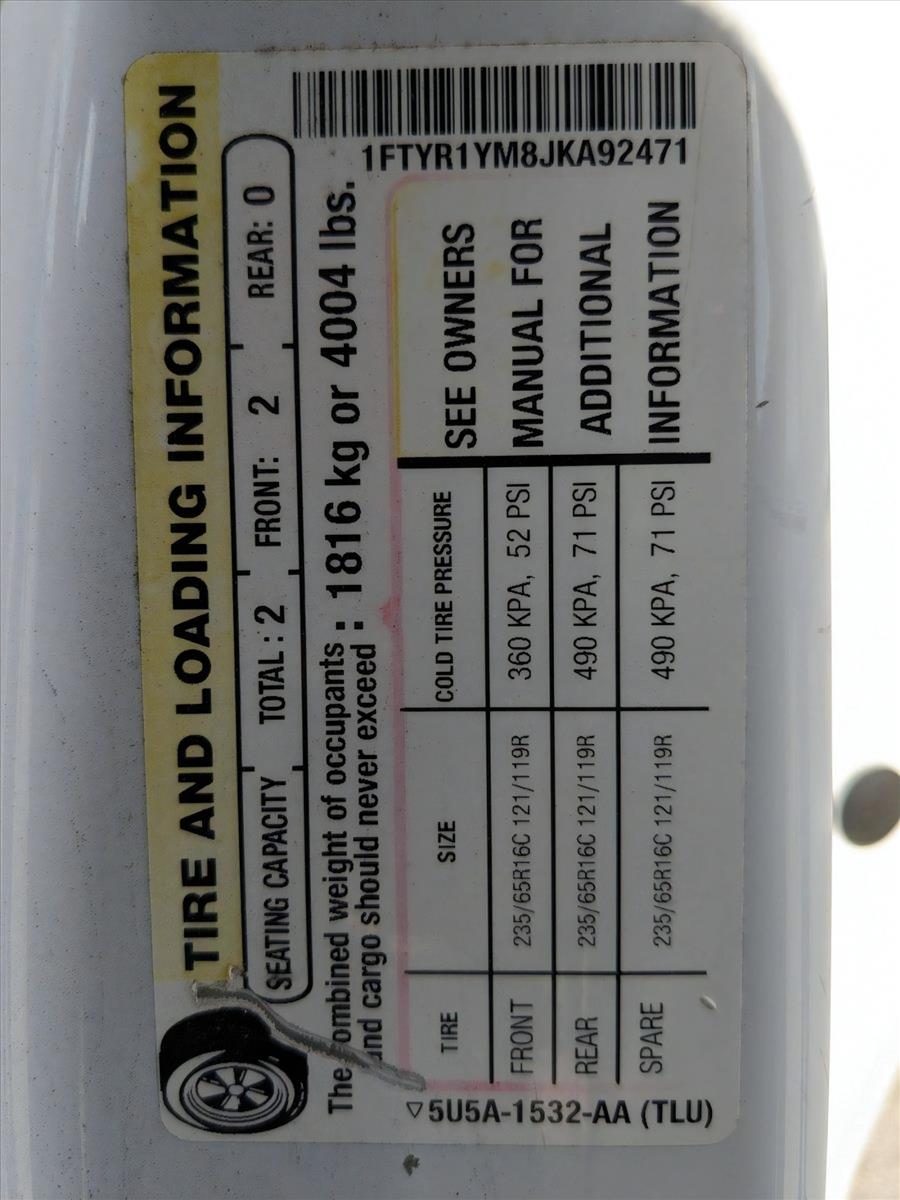 TIRE AND LOADING INFORMATION
SEATING CAPACITY TOTAL : 2 FRONT: 2 REAR: 0
The ombined weight of occupants
and cargo should never exceed : 1816 kg or 4004 lbs.
TIRE SIZE COLD TIRE PRESSURE
FRONT 235/65R16C 121/119R 360 KPA, 52 PSI
REAR 235/65R16C 121/119R 490 KPA, 71 PSI
SPARE 235/65R16C 121/119R 490 KPA, 71 PSI
SEE OWNERS
MANUAL FOR
ADDITIONAL
INFORMATION
5U5A-1532-AA (TLU)
1FTYR1YM8JKA92471